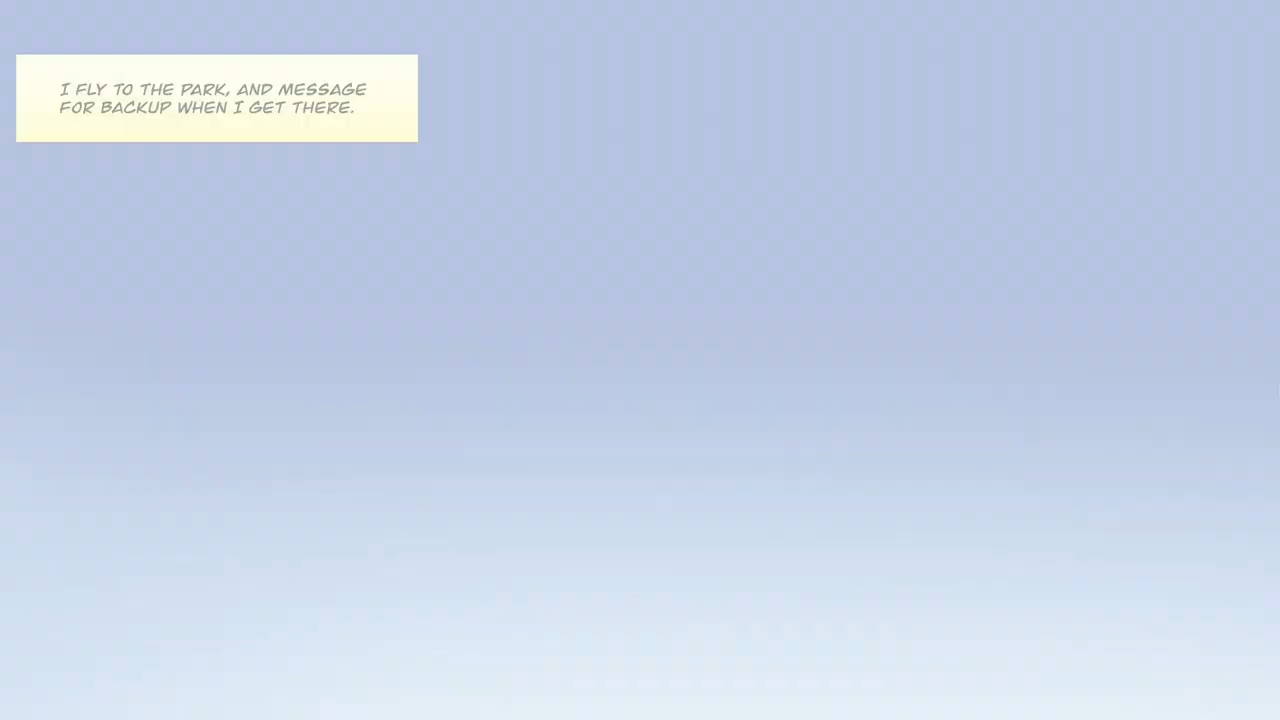 I FLY TO THE PARK, AND MESSAGE
FOR BACKUP WHEN I GET THERE.